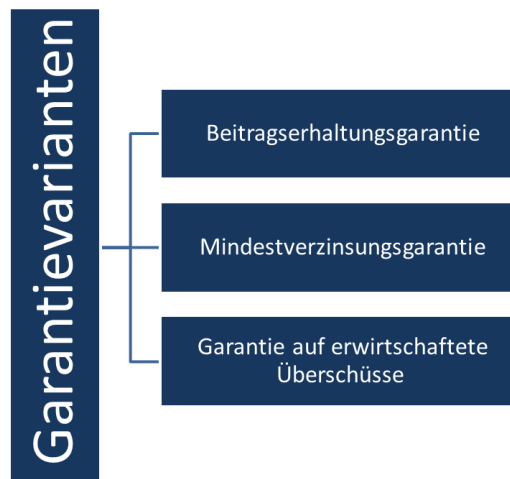 Garantievarianten
Beitragserhaltungsgarantie
Mindestverzinsungsgarantie
Garantie auf erwirtschaftete
Überschüsse